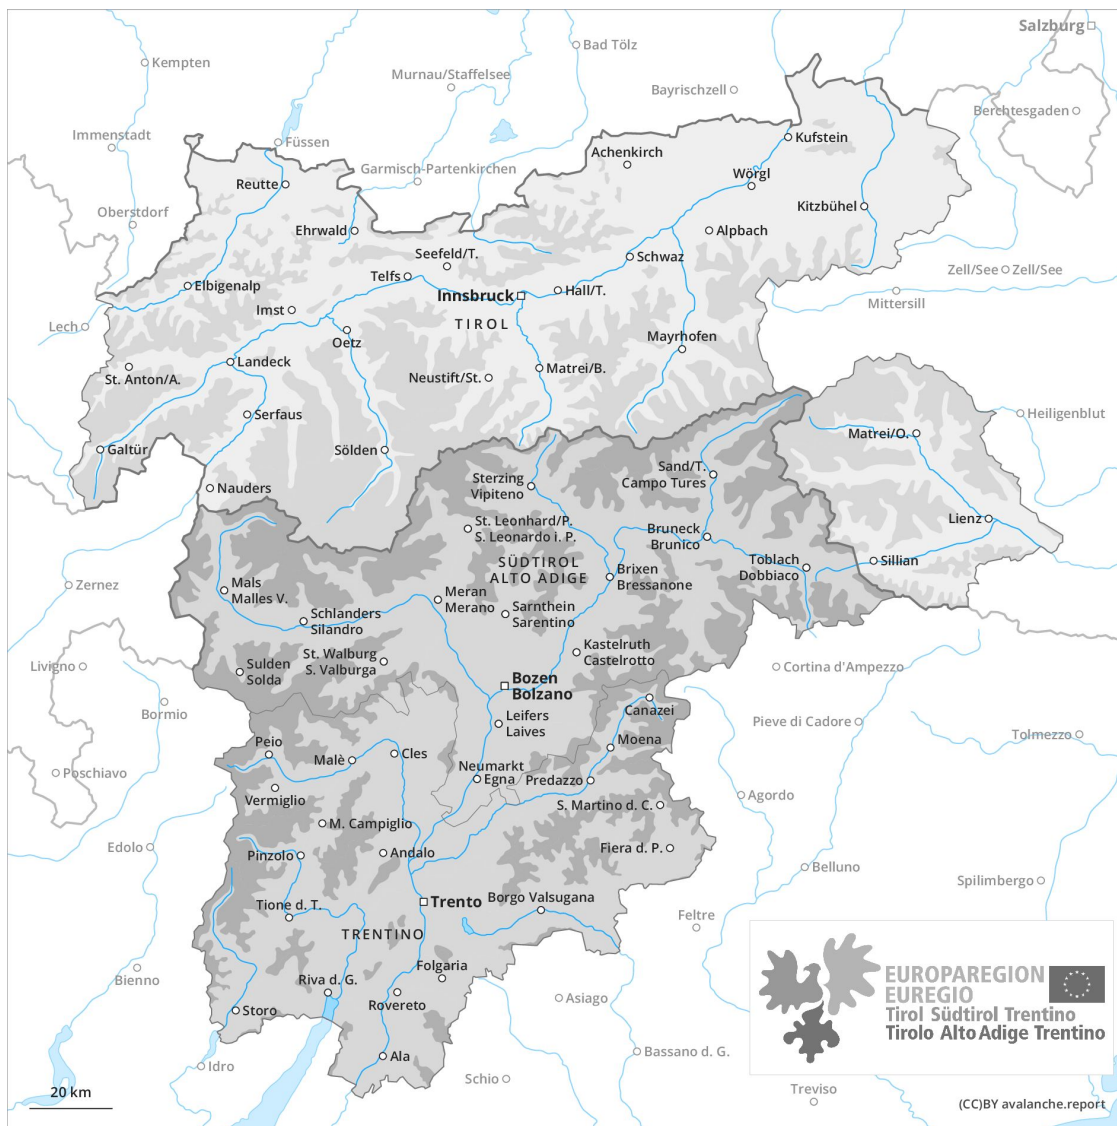 Salzburg
Bad Tölz
Kempten
Murnau/Staffelsee
Bayrischzell
Berchtesgaden
Immenstadt
Füssen
Kufstein
Achenkirch
Garmisch-Partenkirchen
Wörgl
Reutte
Kitzbühel
Oberstdorf
Ehrwald
Alpbach
Seefeld/T.
Schwaz
Zell/See
Zell/See
Telfs
Elbigenalp
Hall/T.
Innsbruck
Mittersill
Imst
TIROL
Lech
Oetz
Mayrhofen
Landeck
Matrei/B.
St. Anton/A.
Neustift/St.
Serfaus
Heiligenblut
Matrei/O.
Galtür
Sölden
Sand/T.
Campo Tures
Sterzing
Vipiteno
Nauders
Lienz
St. Leonhard/P.
S. Leonardo i. P.
Bruneck
Brunico
SÜDTIROL
ALTO ADIGE
Toblach
Dobbiaco
Sillian
Brixen
Bressanone
Zernez
Mals
Malles V.
Meran
Merano
Schlanders
Silandro
Sarnthein
Sarentino
Kastelruth
Castelrotto
St. Walburg
S. Valburga
Livigno
Sulden
Solda
Cortina d'Ampezzo
Bozen
Bolzano
Bormio
Canazei
Leifers
Laives
Pieve di Cadore
Tolmezzo
Peio
Moena
Cles
Malè
Neumarkt
Egna
Poschiavo
Predazzo
Vermiglio
S. Martino d. C.
Agordo
M. Campiglio
Edolo
Pinzolo
Andalo
Fiera d. P.
Belluno
Spilimbergo
Trento
Borgo Valsugana
Tione d. T.
Feltre
TRENTINO
Folgaria
Bienno
Riva d. G.
Rovereto
Asiago
Storo
EUROPAREGION
EUREGIO
Tirol Südtirol Trentino
Tirolo Alto Adige Trentino
Ala
Bassano d. G.
Idro
Schio
Treviso
20 km
(CC)BY avalanche.report